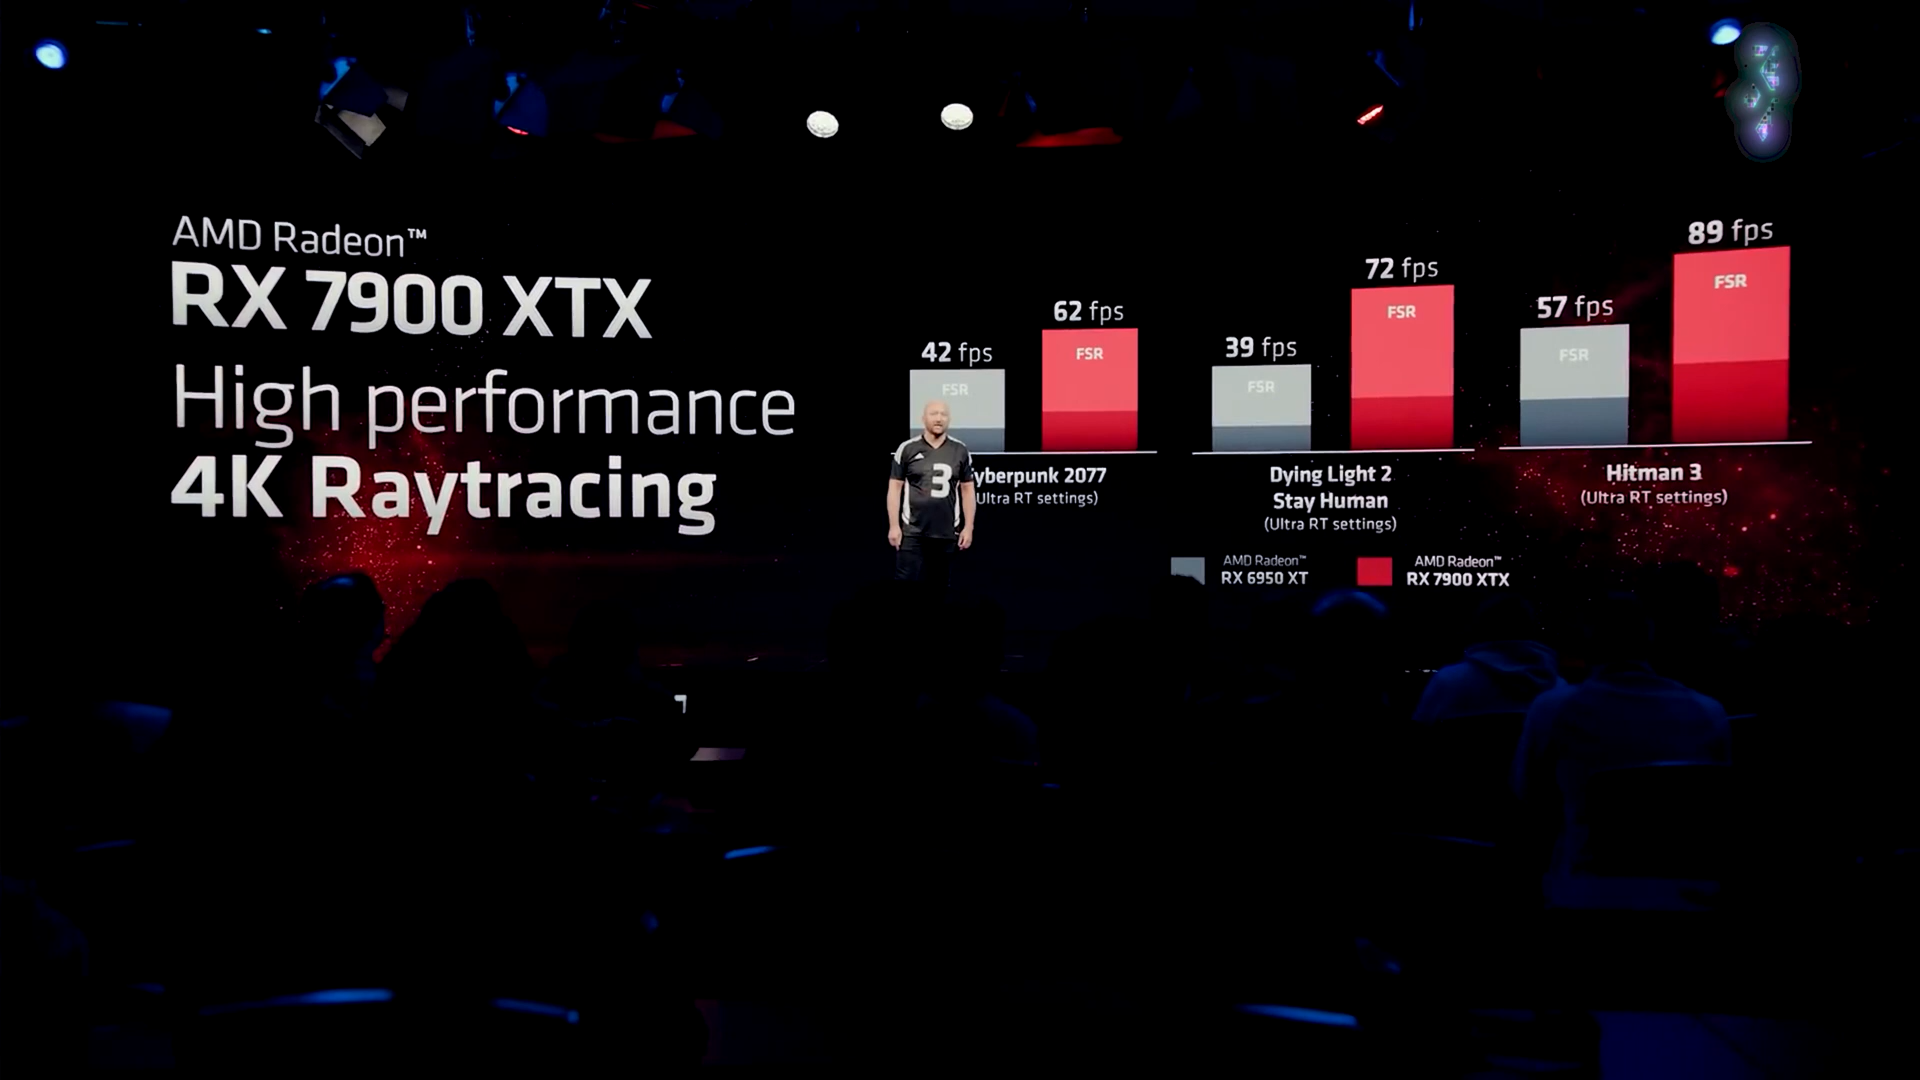 AMD Radeon™
RX 7900 XTX
High performance
4K Raytracing
42 fps
FSR
62 fps
FSR
yberpunk 2077
Ultra RT settings)
39 fps
FSR
72 fps
FSR
Dying Light 2
Stay Human
(Ultra RT settings)
57 fps
FSR
89 fps
FSR
Hitman 3
(Ultra RT settings)
AMD Radeon™
RX 6950 XT
AMD Radeon™
RX 7900 XTX
3